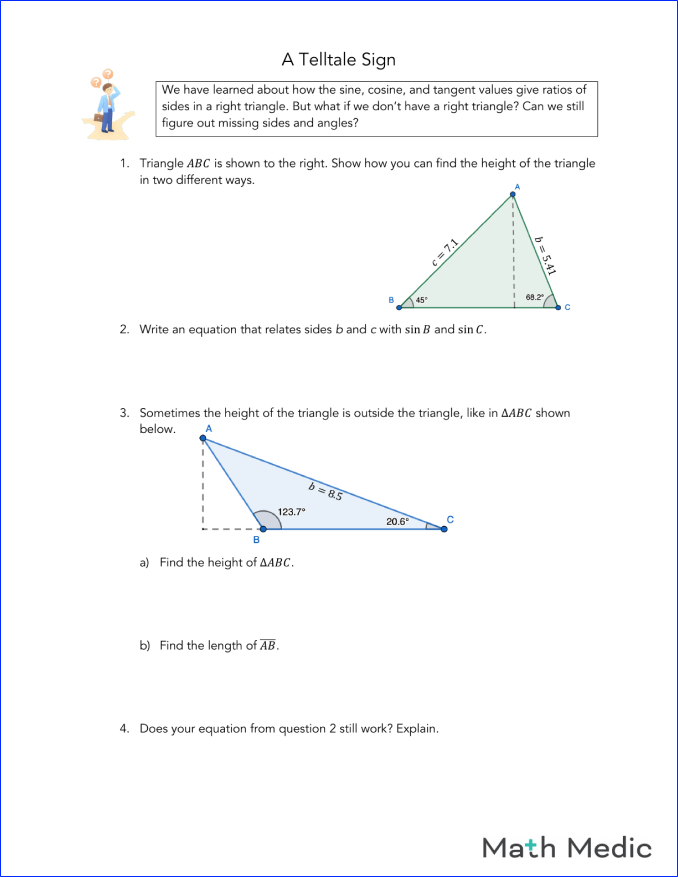 A Telltale Sign
? ?
We have learned about how the sine, cosine, and tangent values give ratios of
sides in a right triangle. But what if we don't have a right triangle? Can we still
figure out missing sides and angles?
1. Triangle ABC is shown to the right. Show how you can find the height of the triangle
in two different ways.
A
c = 7.1
b = 5.41
B
45°
68.2°
C
2. Write an equation that relates sides b and c with sin B and sin C.
3. Sometimes the height of the triangle is outside the triangle, like in ΔABC shown
below.
A
b = 8.5
123.7°
20.6°
C
B
a) Find the height of ΔABC.
b) Find the length of A̅B̅.
4. Does your equation from question 2 still work? Explain.
Math Medic